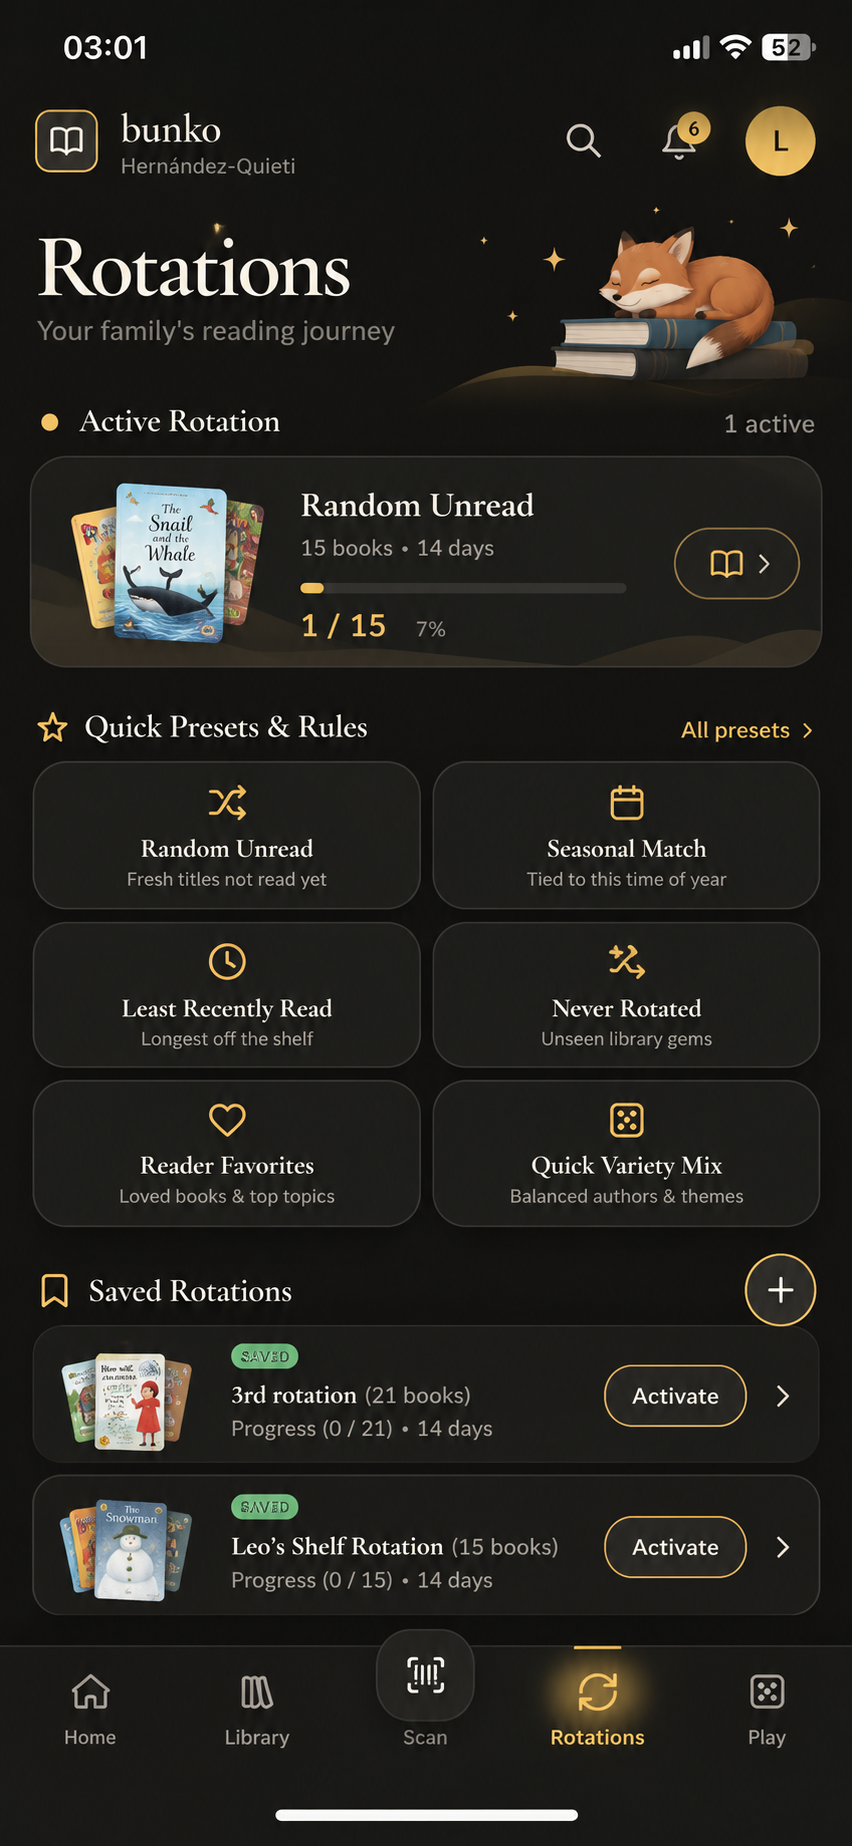 03:01
52
bunko
Hernández-Quieti
6
L
Rotations
Your family's reading journey
Active Rotation
1 active
The
Snail
and the
Whale
Random Unread
15 books • 14 days
1 / 15 7%
Quick Presets & Rules
All presets
Random Unread
Fresh titles not read yet
Seasonal Match
Tied to this time of year
Least Recently Read
Longest off the shelf
Never Rotated
Unseen library gems
Reader Favorites
Loved books & top topics
Quick Variety Mix
Balanced authors & themes
Saved Rotations
SAVED
3rd rotation (21 books)
Progress (0 / 21) • 14 days
Activate
The
Snowman
SAVED
Leo's Shelf Rotation (15 books)
Progress (0 / 15) • 14 days
Activate
Home
Library
Scan
Rotations
Play